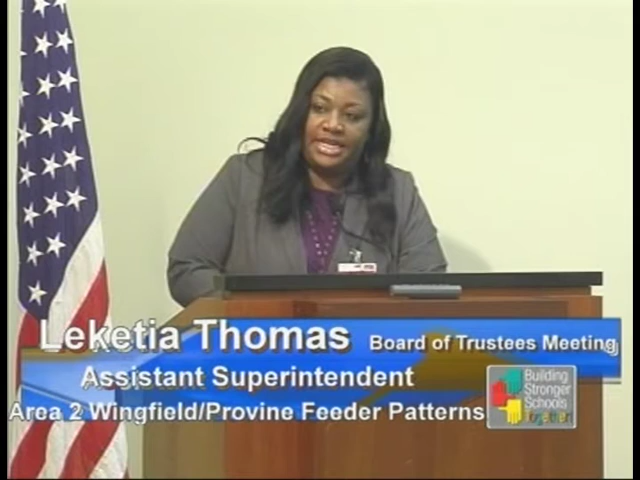 Leketia Thomas Board of Trustees Meeting
Assistant Superintendent
Area 2 Wingfield/Provine Feeder Patterns
Building
Stronger
Schools
Together